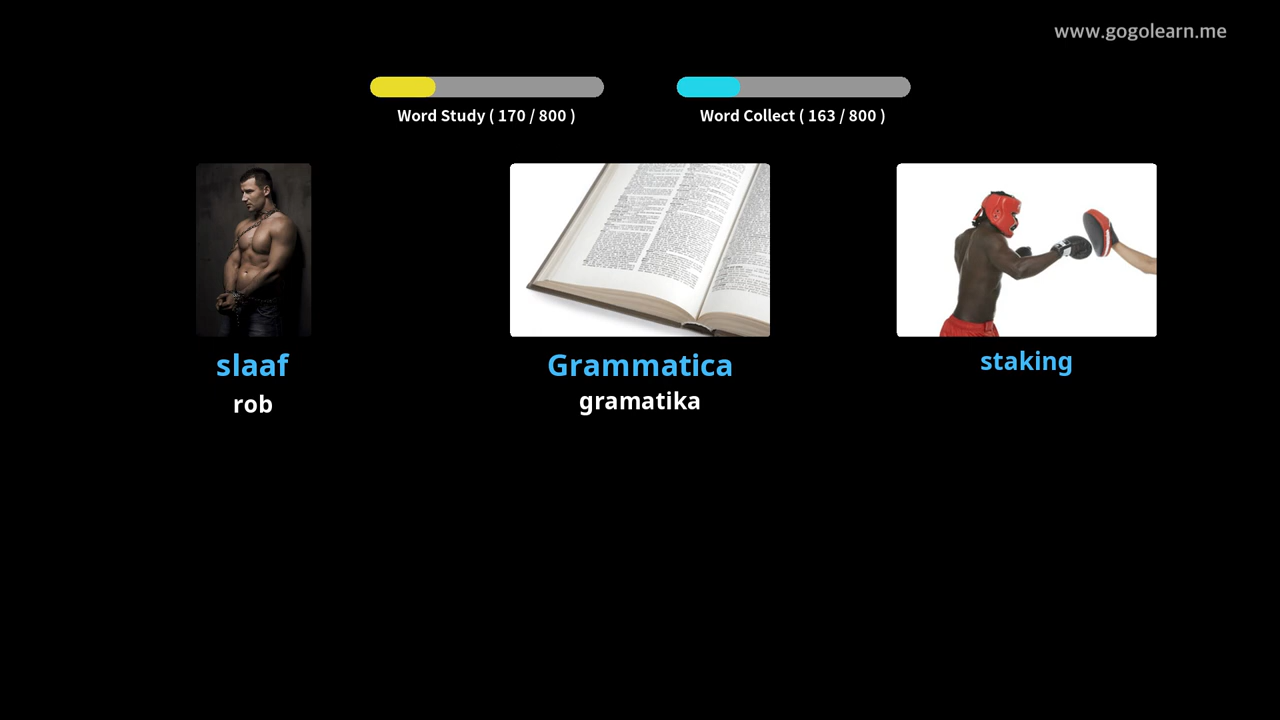 www.gogolearn.me
Word Study ( 170 / 800 )
Word Collect ( 163 / 800 )
slaaf
rob
Grammatica
gramatika
staking